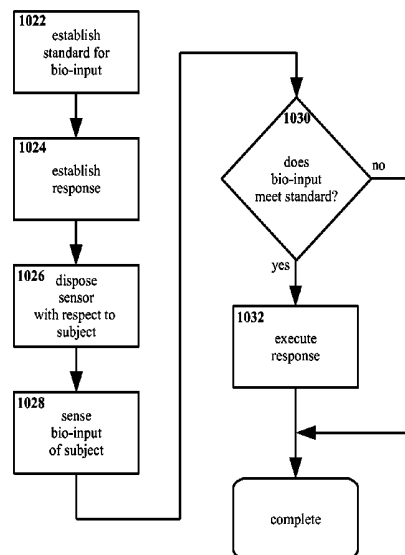 1022
establish
standard for
bio-input
1024
establish
response
1026
dispose
sensor
with respect to
subject
1028
sense
bio-input
of subject
1030
does
bio-input
meet standard?
no
yes
1032
execute
response
complete